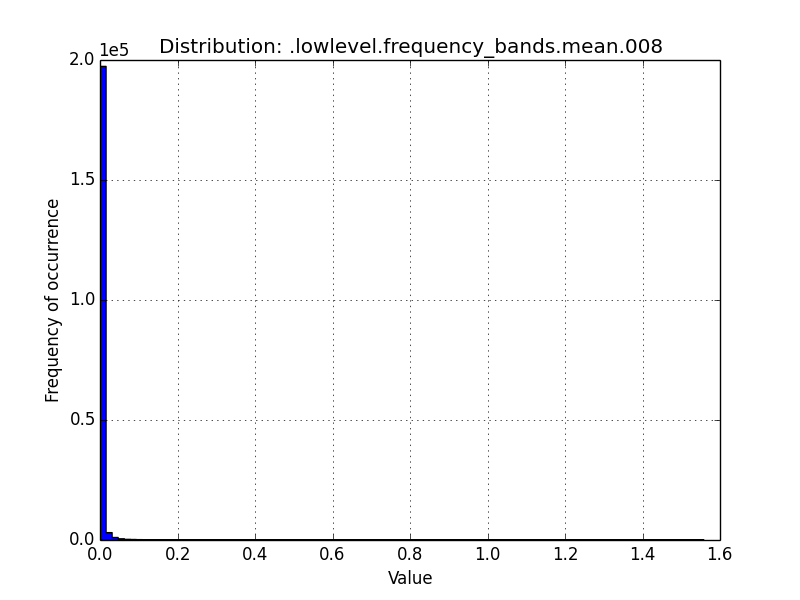 Distribution: .lowlevel.frequency_bands.mean.008
1e5
2.0
1.5
1.0
0.5
0.0
Frequency of occurrence
0.0 0.2 0.4 0.6 0.8 1.0 1.2 1.4 1.6
Value